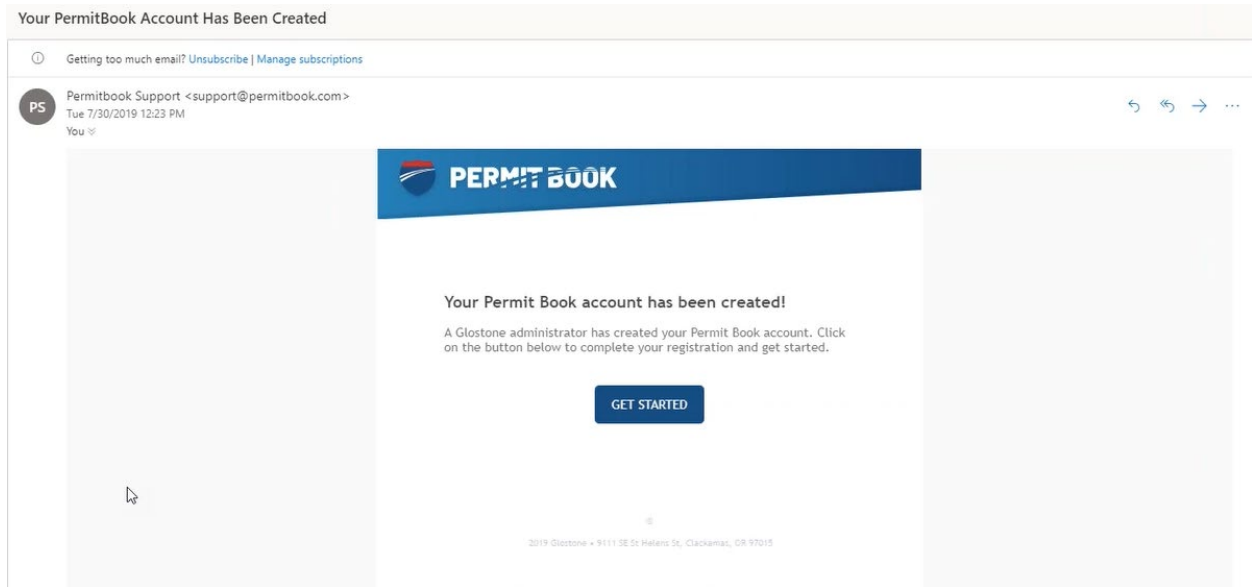 Your PermitBook Account Has Been Created
Getting too much email? Unsubscribe | Manage subscriptions
PS
Permitbook Support <support@permitbook.com>
Tue 7/30/2019 12:23 PM
You
PERMIT BOOK
Your Permit Book account has been created!
A Glostone administrator has created your Permit Book account. Click
on the button below to complete your registration and get started.
GET STARTED
©
2019 Glostone • 9111 SE St Helens St, Clackamas, OR 97015